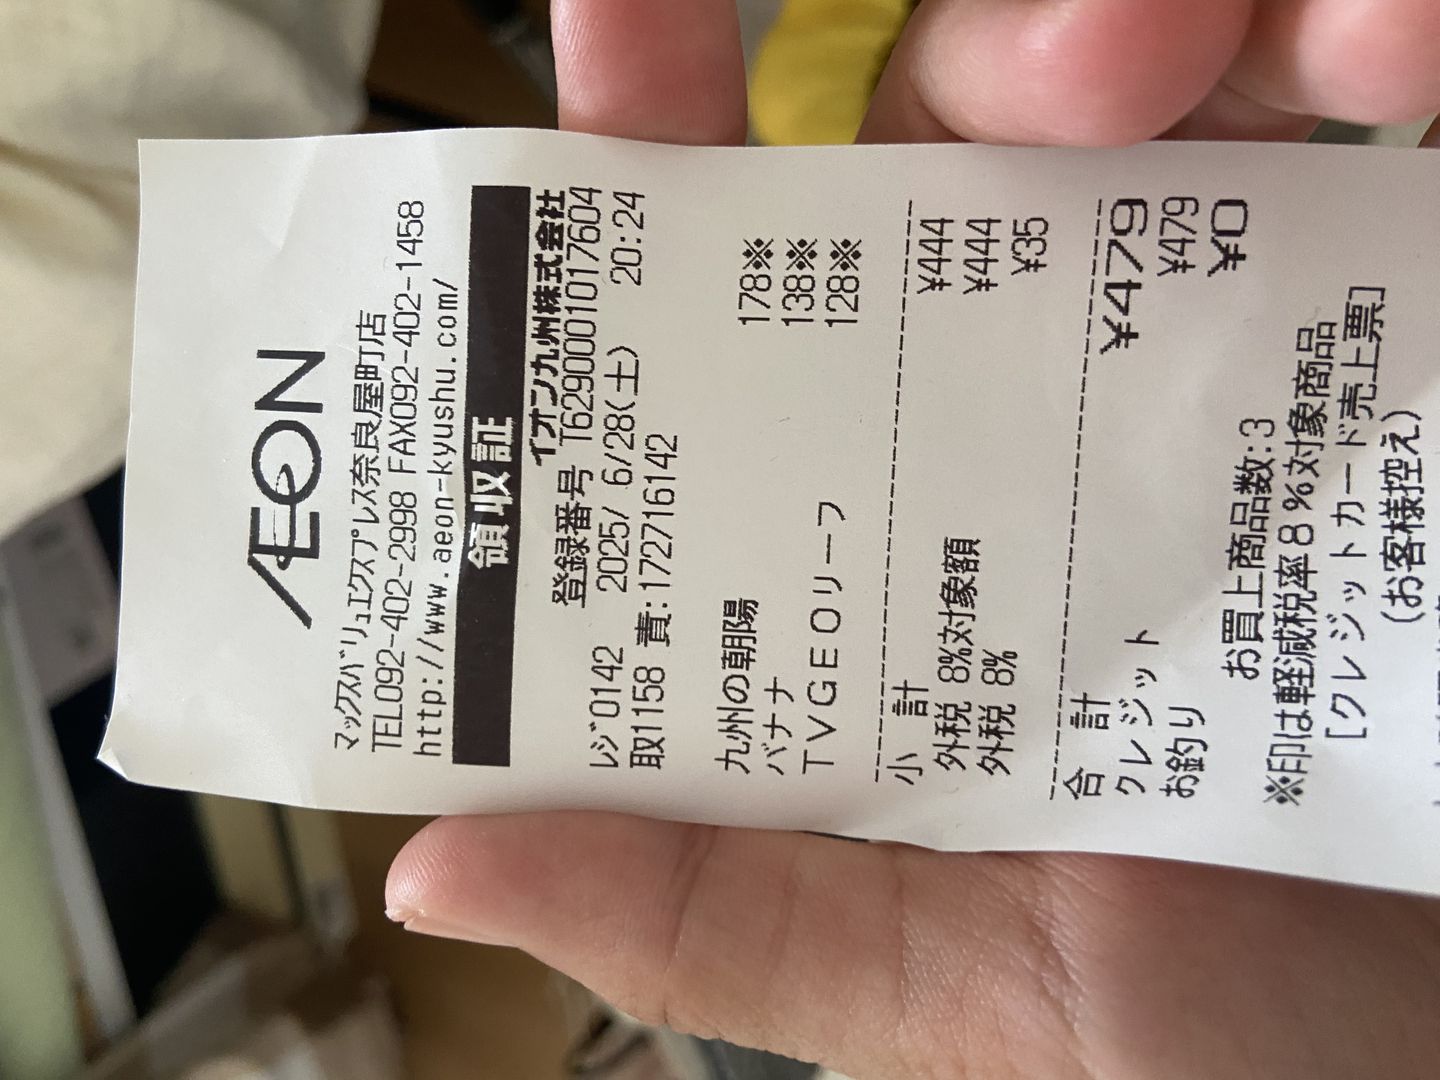 ÆON
マックスバリュエクスプレス奈良屋町店
TEL092-402-2998 FAX092-402-1458
http://www.aeon-kyushu.com/
領収証
イオン九州株式会社
登録番号 T6290001017604
レジ0142 2025/ 6/28(土) 20:24
取1158 責:172716142
九州の朝陽 178※
バナナ 138※
TVGEOリーフ 128※
小 計 ¥444
外税 8%対象額 ¥444
外税 8% ¥35
合 計 ¥479
クレジット ¥479
お釣り ¥0
お買上商品数:3
※印は軽減税率8%対象商品
[クレジットカード売上票]
(お客様控え)